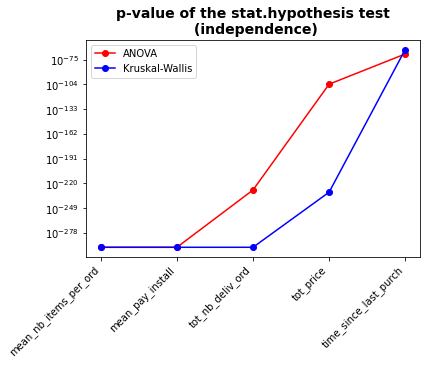 p-value of the stat.hypothesis test
(independence)
ANOVA
Kruskal-Wallis
10⁻⁷⁵
10⁻¹⁰⁴
10⁻¹³³
10⁻¹⁶²
10⁻¹⁹¹
10⁻²²⁰
10⁻²⁴⁹
10⁻²⁷⁸
mean_nb_items_per_ord
mean_pay_install
tot_nb_deliv_ord
tot_price
time_since_last_purch